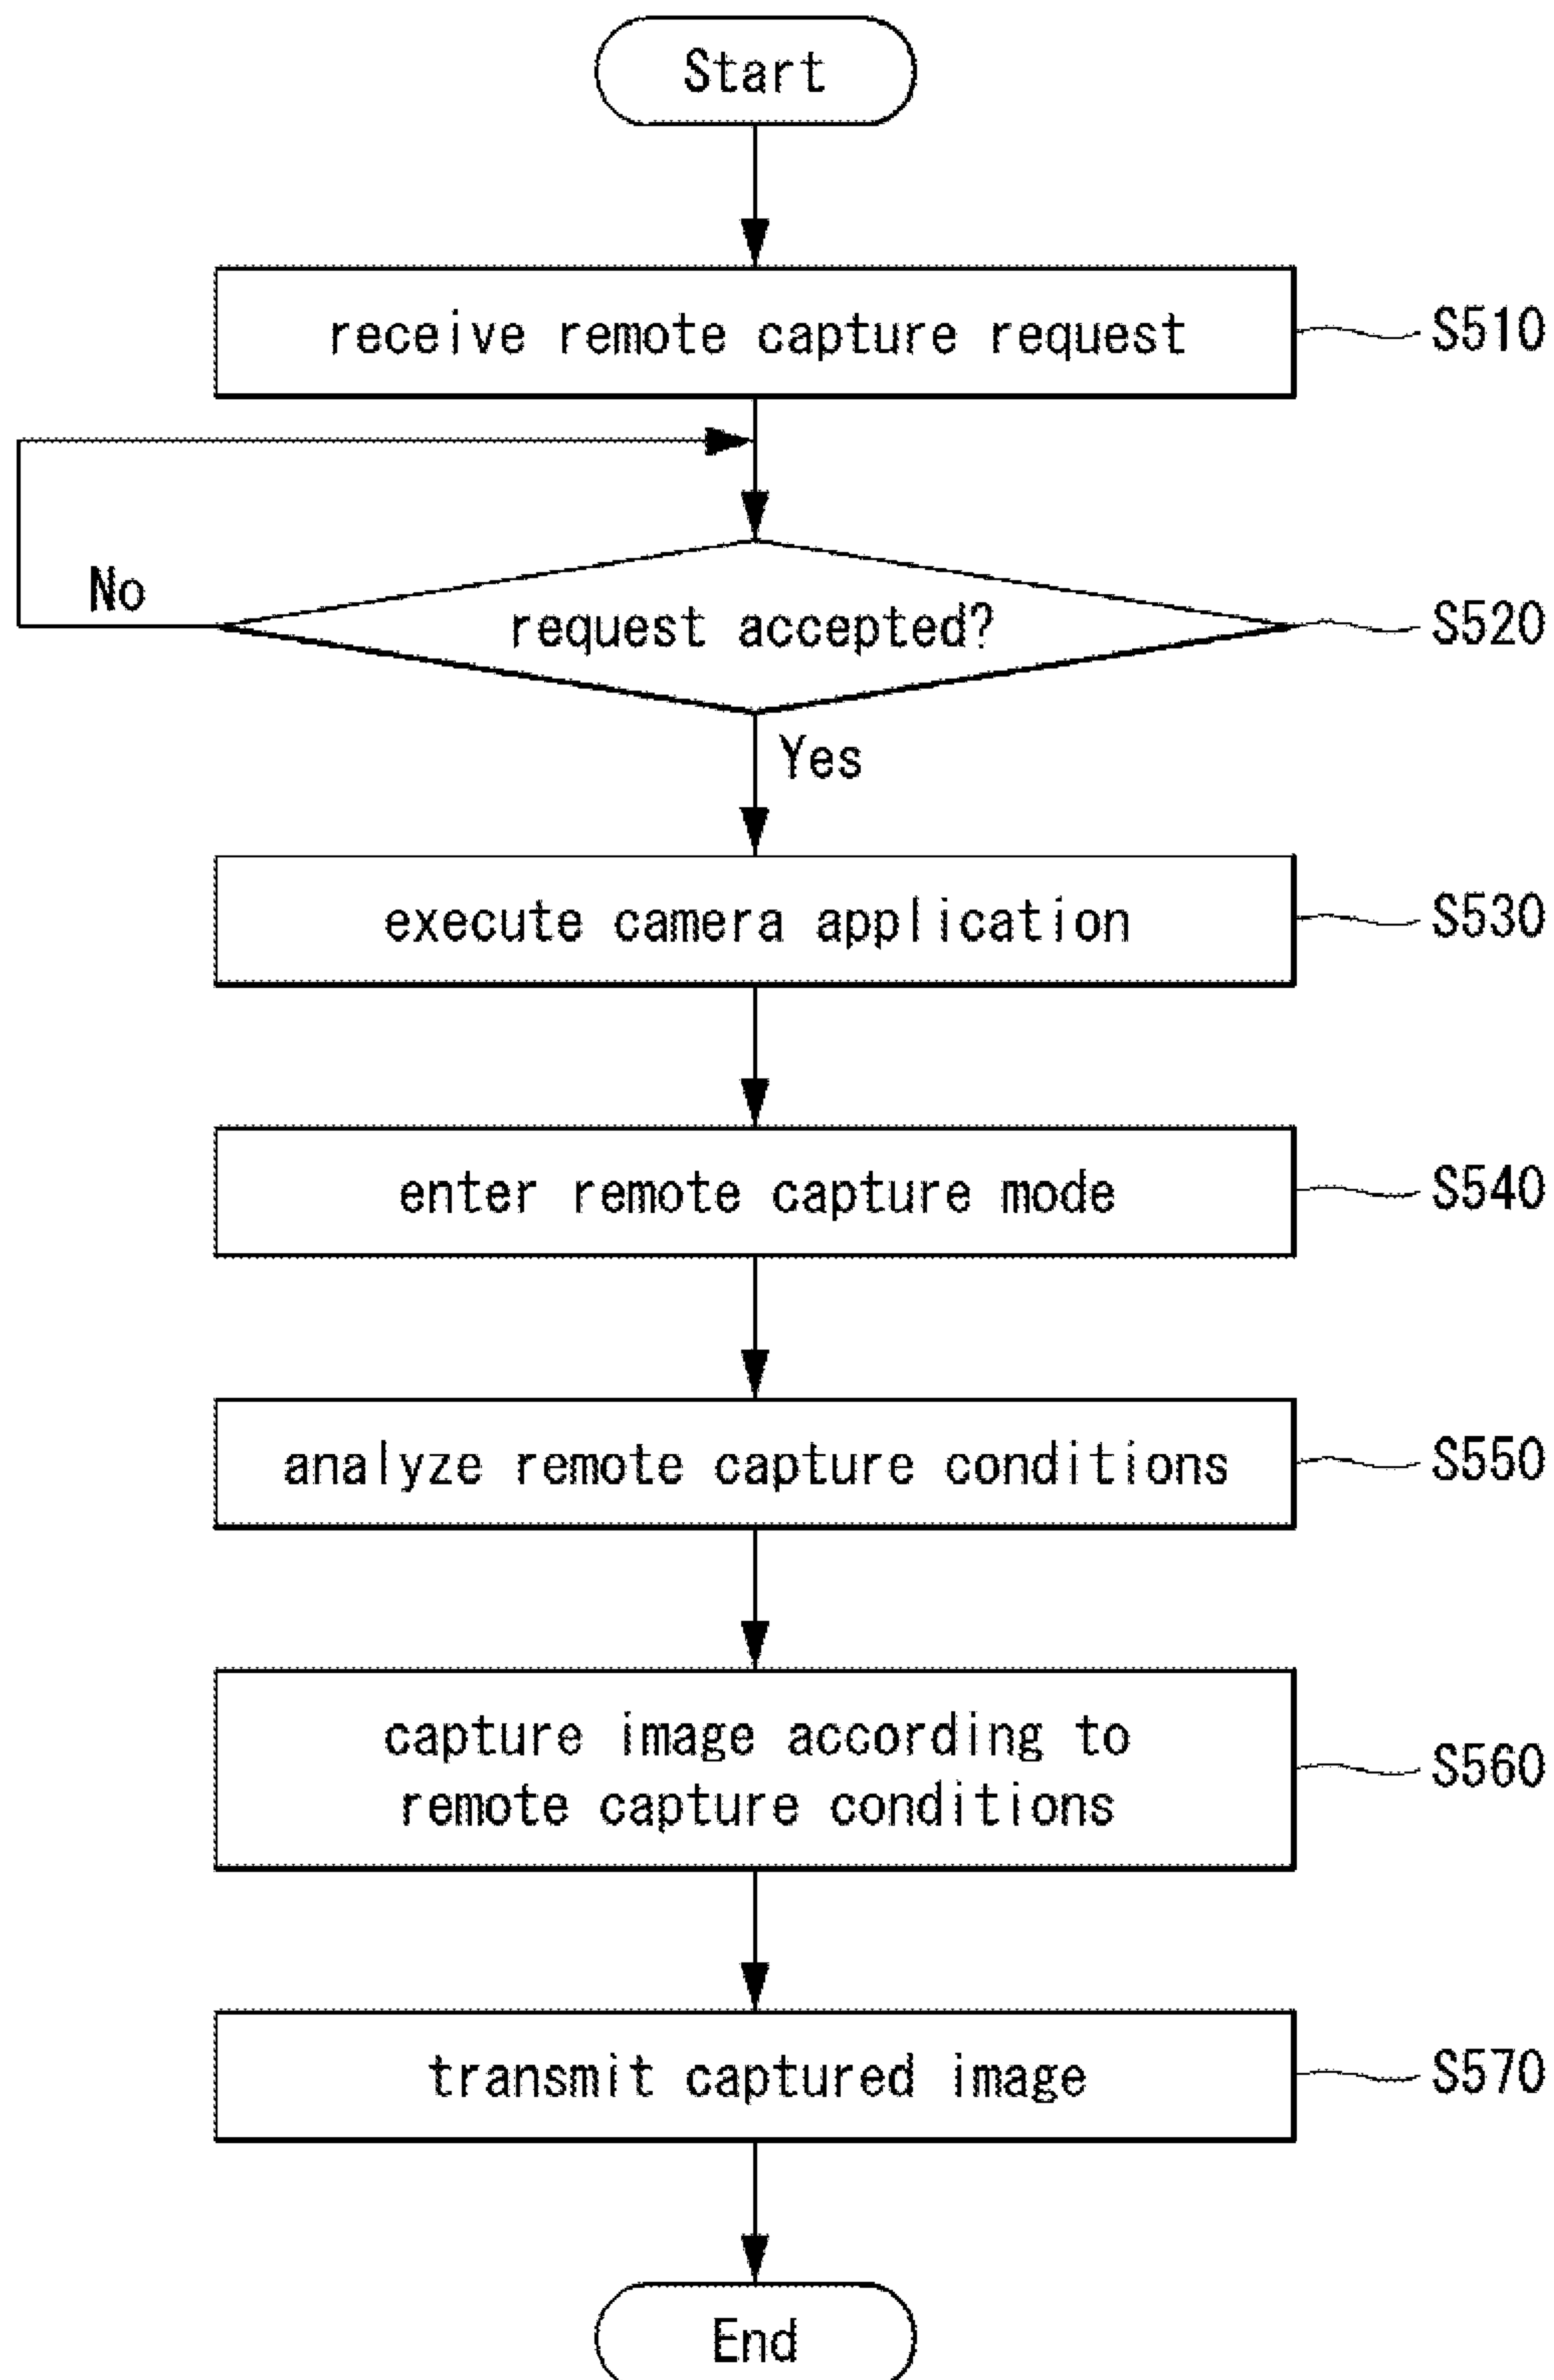 Start
receive remote capture request
S510
No
request accepted?
S520
Yes
execute camera application
S530
enter remote capture mode
S540
analyze remote capture conditions
S550
capture image according to
remote capture conditions
S560
transmit captured image
S570
End